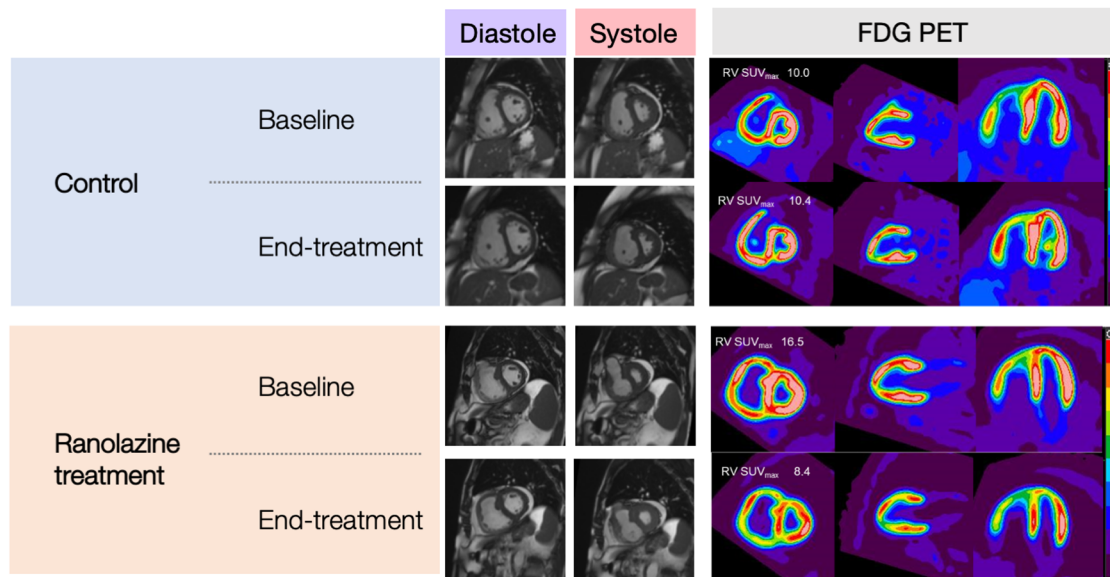 Diastole
Systole
FDG PET
Control
Baseline
RV SUVmax 10.0
End-treatment
RV SUVmax 10.4
Ranolazine
treatment
Baseline
RV SUVmax 16.5
End-treatment
RV SUVmax 8.4